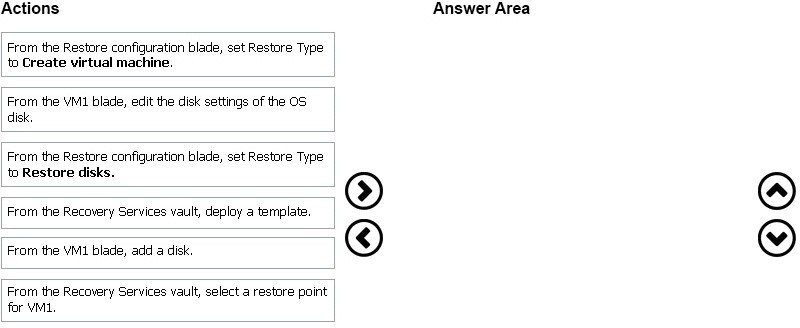 Actions
Answer Area
From the Restore configuration blade, set Restore Type
to Create virtual machine.
From the VM1 blade, edit the disk settings of the OS
disk.
From the Restore configuration blade, set Restore Type
to Restore disks.
From the Recovery Services vault, deploy a template.
From the VM1 blade, add a disk.
From the Recovery Services vault, select a restore point
for VM1.